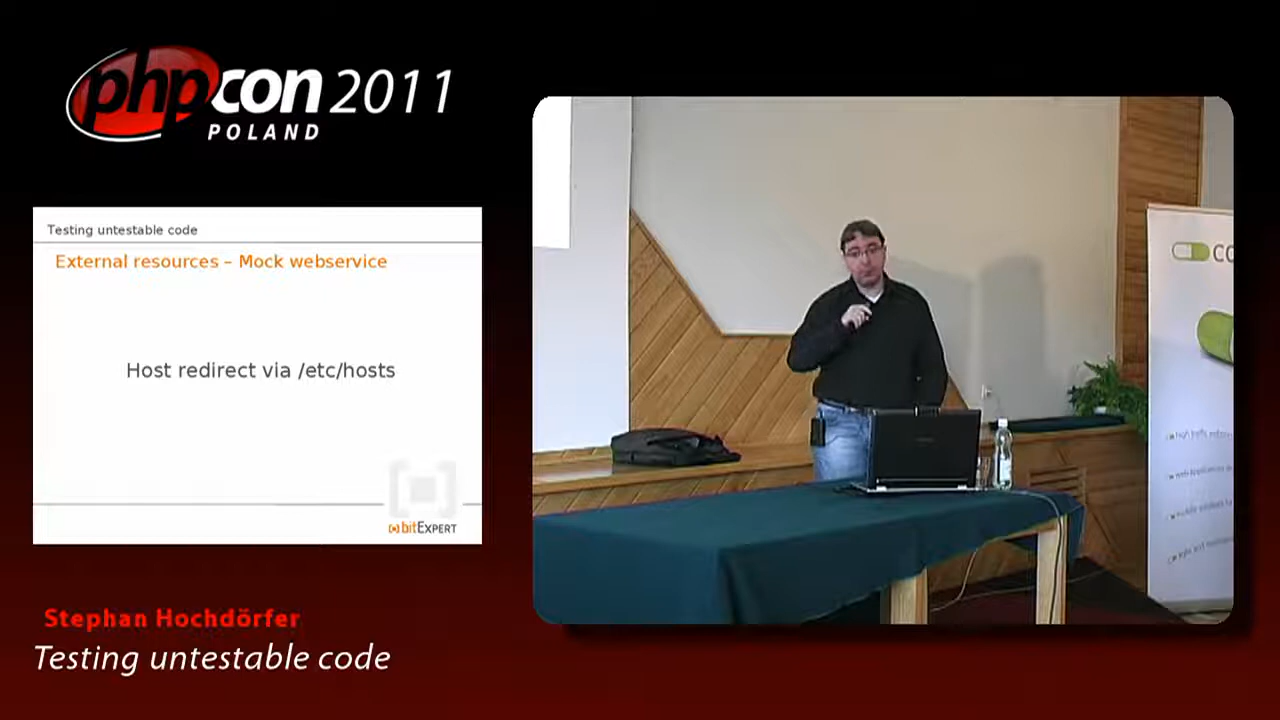 phpcon 2011
POLAND
Testing untestable code
External resources – Mock webservice
Host redirect via /etc/hosts
bitExpert
Stephan Hochdörfer
Testing untestable code